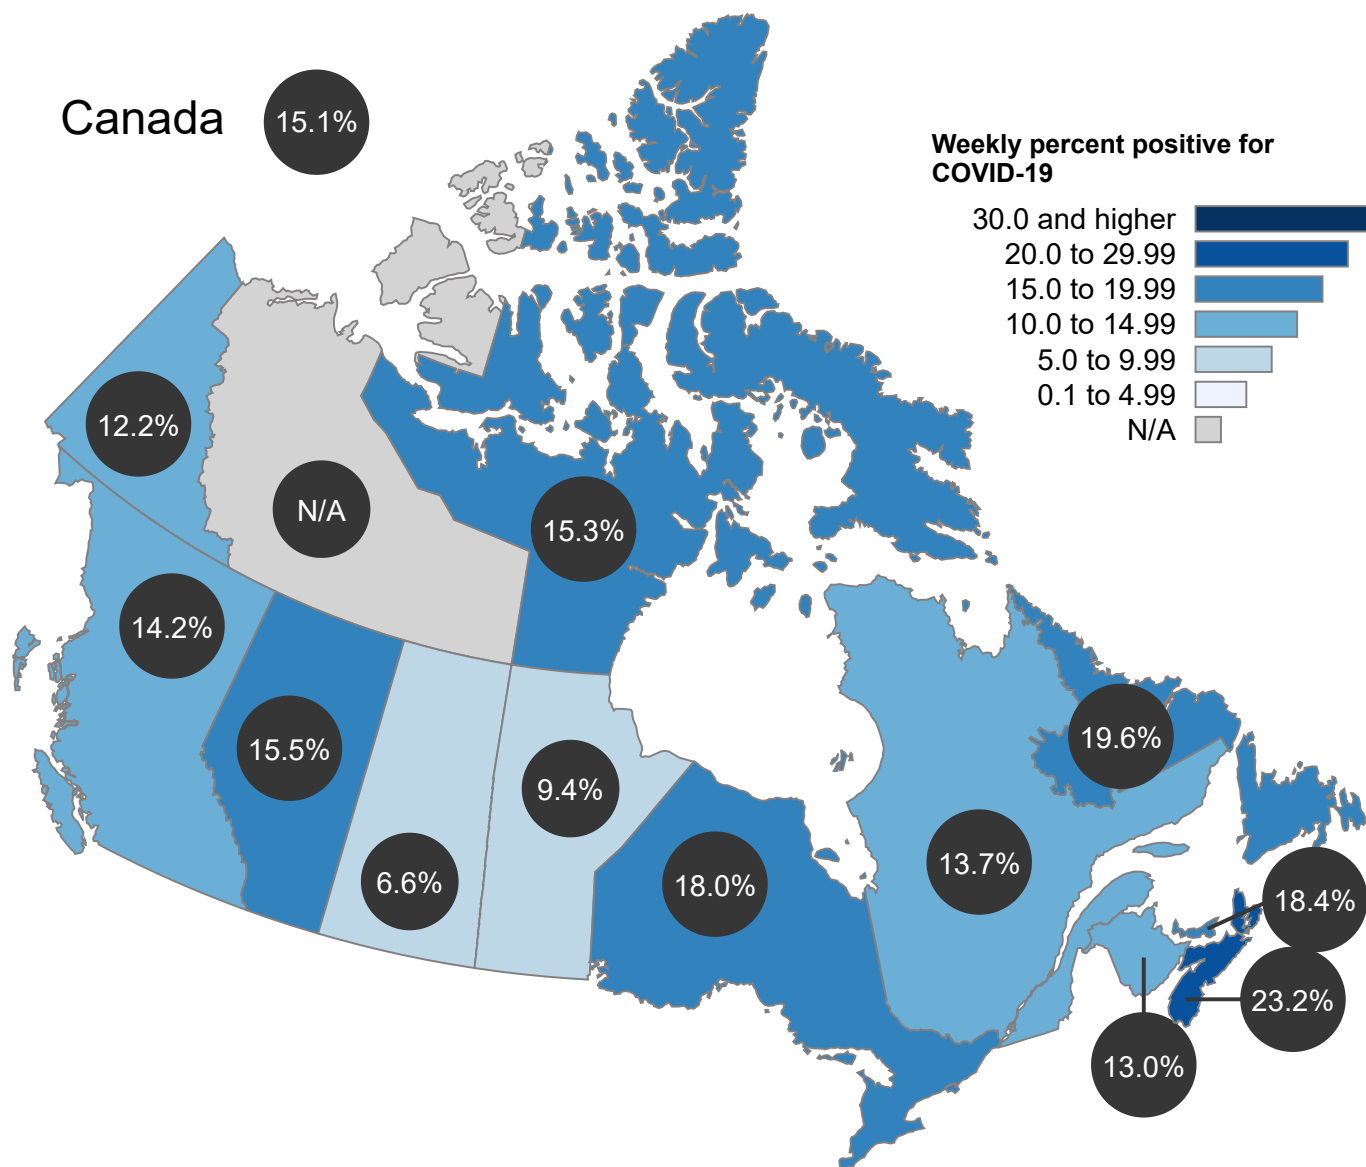 Canada
15.1%
Weekly percent positive for
COVID-19
30.0 and higher
20.0 to 29.99
15.0 to 19.99
10.0 to 14.99
5.0 to 9.99
0.1 to 4.99
N/A
12.2%
N/A
15.3%
14.2%
15.5%
9.4%
6.6%
18.0%
19.6%
13.7%
18.4%
23.2%
13.0%